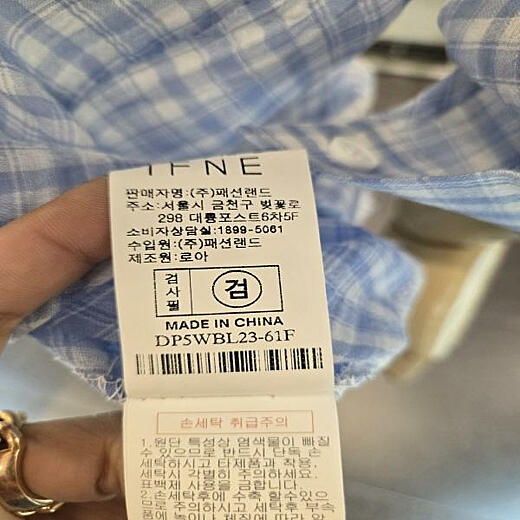 IFNE
판매자명:(주)패션랜드
주소:서울시 금천구 벚꽃로
298 대륭포스트6차5F
소비자상담실:1899-5061
수입원:(주)패션랜드
제조원:로아
검사필 검
MADE IN CHINA
DP5WBL23-61F
손세탁 취급주의
1.원단 특성상 염색물이 빠질
수있으므로 반드시 단독 손
세탁하시고 타제품과 착용,
세탁시 각별히 주의하세요.
표백제 사용을 금합니다.
2.손세탁후에 수축 할수있으
므로 주의하시고 세탁후 부속